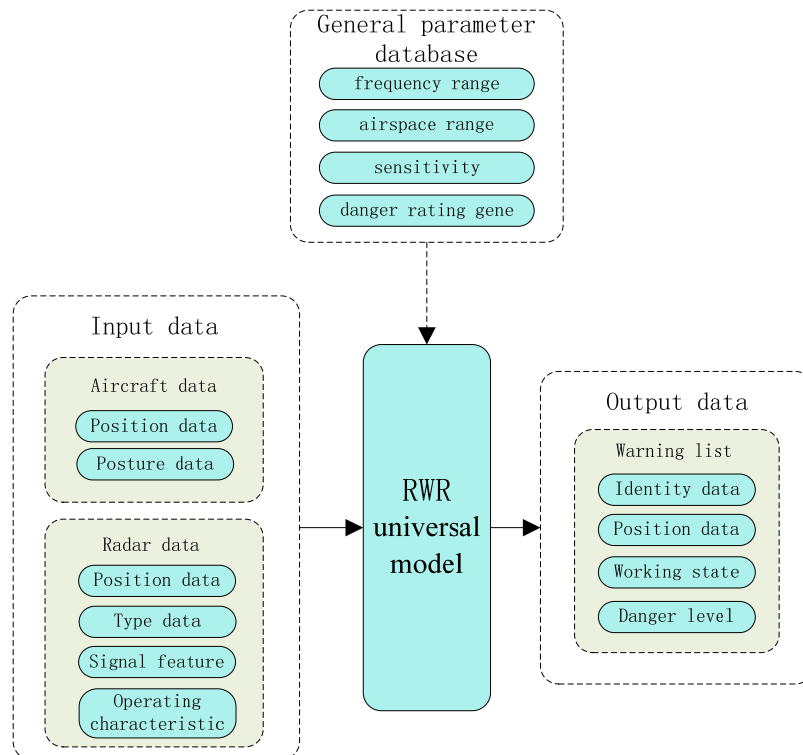 General parameter
database
frequency range
airspace range
sensitivity
danger rating gene
Input data
Aircraft data
Position data
Posture data
Radar data
Position data
Type data
Signal feature
Operating
characteristic
RWR
universal
model
Output data
Warning list
Identity data
Position data
Working state
Danger level